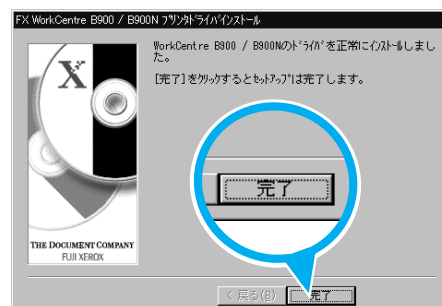 FX WorkCentre B900 / B900N ﾌﾟﾘﾝﾀﾄﾞﾗｲﾊﾞｲﾝｽﾄｰﾙ
WorkCentre B900 / B900Nのﾄﾞﾗｲﾊﾞを正常にｲﾝｽﾄｰﾙしまし
た。
[完了]をｸﾘｯｸするとｾｯﾄｱｯﾌﾟは完了します。
X
完了
THE DOCUMENT COMPANY
FUJI XEROX
< 戻る(B)
完了